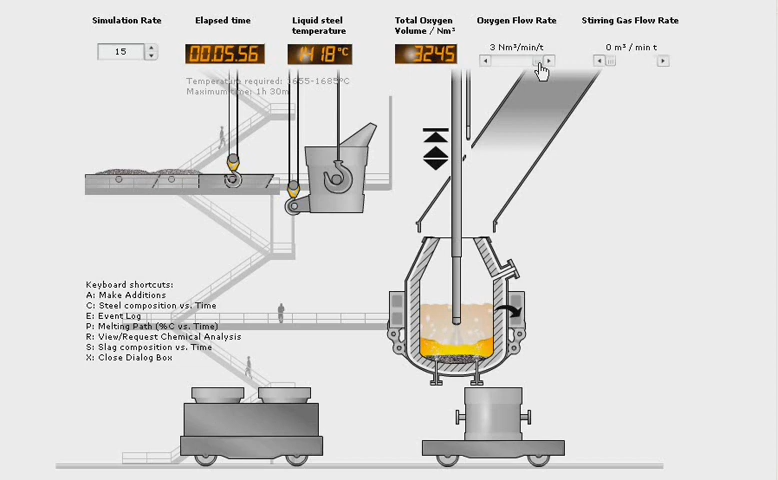 Simulation Rate
Elapsed time
Liquid steel
temperature
Total Oxygen
Volume / Nm³
Oxygen Flow Rate
Stirring Gas Flow Rate
15
00:05:56
1418 °C
3245
3 Nm³/min/t
0 m³ / min t
Temperature required: 1655-1685°C
Maximum time: 1h 30m
Keyboard shortcuts:
A: Make Additions
C: Steel composition vs. Time
E: Event Log
P: Melting Path (%C vs. Time)
R: View/Request Chemical Analysis
S: Slag composition vs. Time
X: Close Dialog Box